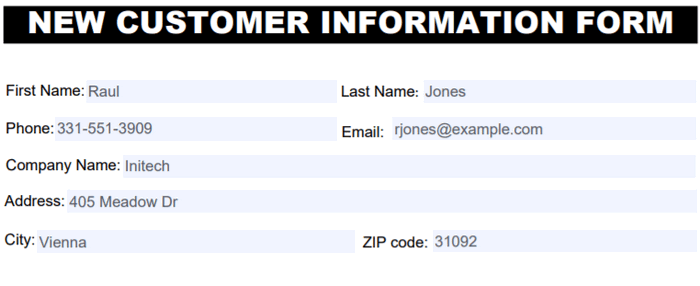 NEW CUSTOMER INFORMATION FORM
First Name: Raul Last Name: Jones
Phone: 331-551-3909 Email: rjones@example.com
Company Name: Initech
Address: 405 Meadow Dr
City: Vienna ZIP code: 31092